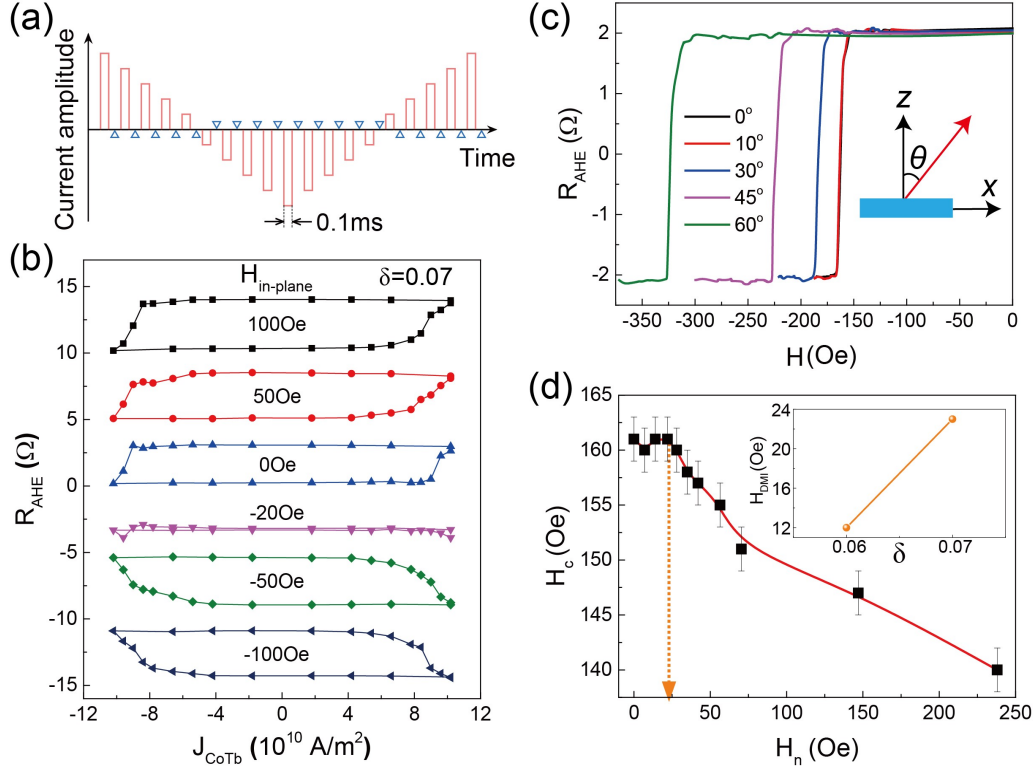 (a)
Current amplitude
Time
0.1ms
(b)
H in-plane
δ=0.07
100Oe
50Oe
0Oe
-20Oe
-50Oe
-100Oe
15
10
5
0
-5
-10
-15
R_AHE (Ω)
-12 -8 -4 0 4 8 12
J_CoTb (10^10 A/m^2)
(c)
2
1
0
-1
-2
R_AHE (Ω)
0°
10°
30°
45°
60°
z
θ
x
-350 -300 -250 -200 -150 -100 -50 0
H (Oe)
(d)
165
160
155
150
145
140
H_c (Oe)
0 50 100 150 200 250
H_n (Oe)
24
20
16
12
H_DMI (Oe)
0.06 0.07
δ